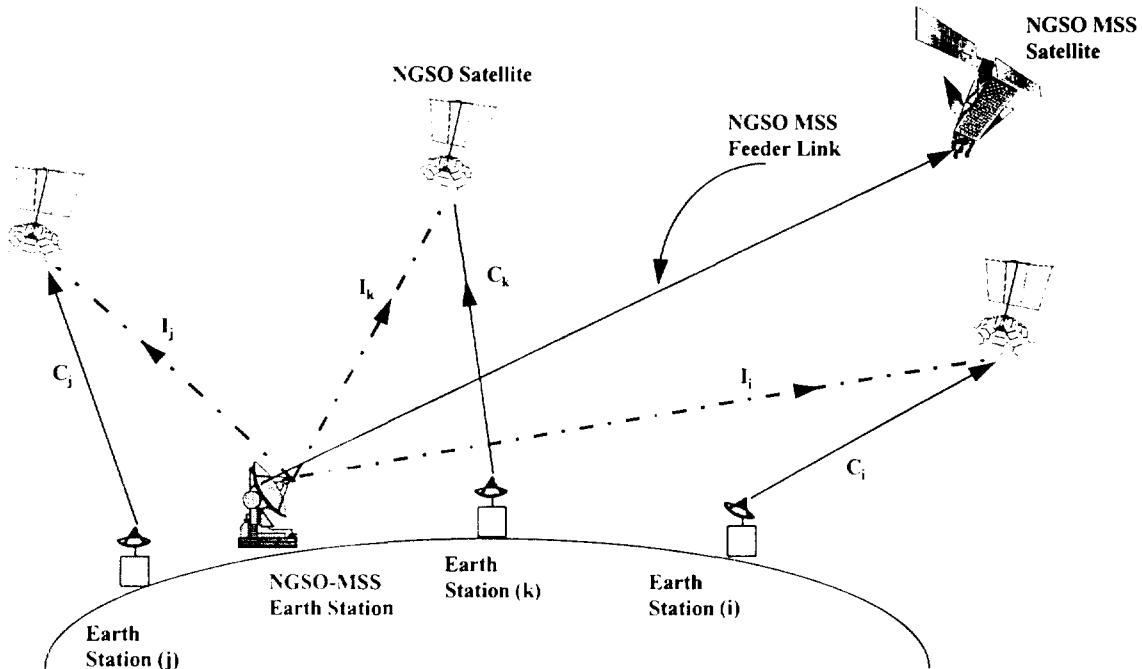 NGSO MSS
Satellite
NGSO Satellite
NGSO MSS
Feeder Link
C_k
I_k
I_j
C_j
I_i
C_i
NGSO-MSS
Earth Station
Earth
Station (k)
Earth
Station (i)
Earth
Station (j)